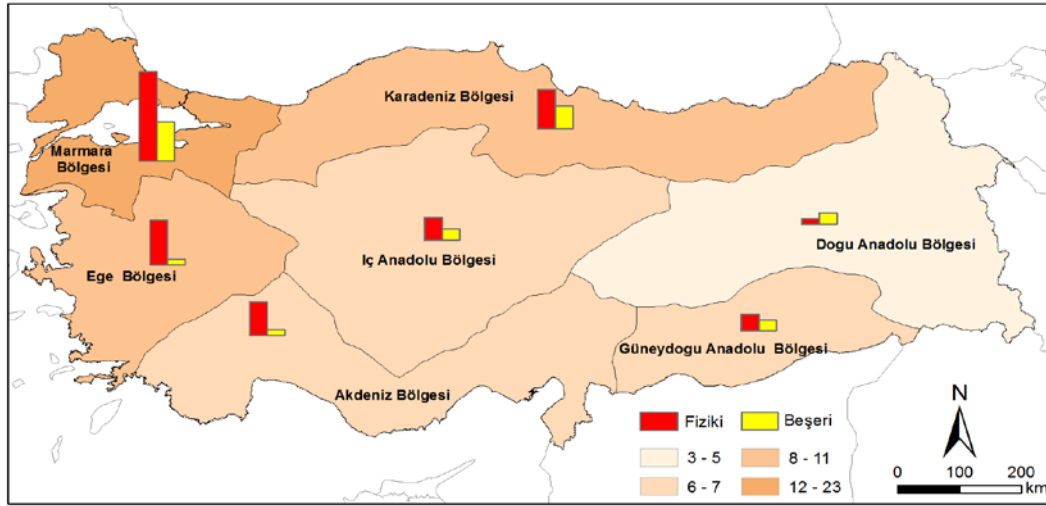 Karadeniz Bölgesi
Marmara
Bölgesi
Dogu Anadolu Bölgesi
Iç Anadolu Bölgesi
Ege Bölgesi
Güneydogu Anadolu Bölgesi
Akdeniz Bölgesi
N
Fiziki
Beşeri
3 - 5
8 - 11
6 - 7
12 - 23
0 100 200
km